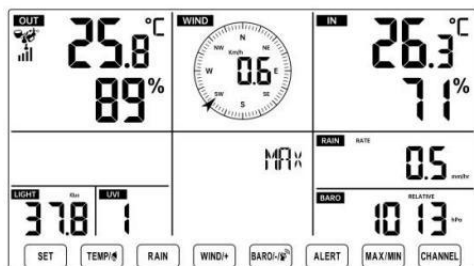 OUT
25.8 °C
89%
WIND
N
NW NE
Km/h
W 0.6 E
SW SE
S
IN
26.3 °C
71%
MAX
RAIN RATE
0.5 mm/hr
LIGHT Klux
37.8
UVI
1
BARO RELATIVE
1013 hPa
SET TEMP/ RAIN WIND/+ BARO/-/ ALERT MAX/MIN CHANNEL